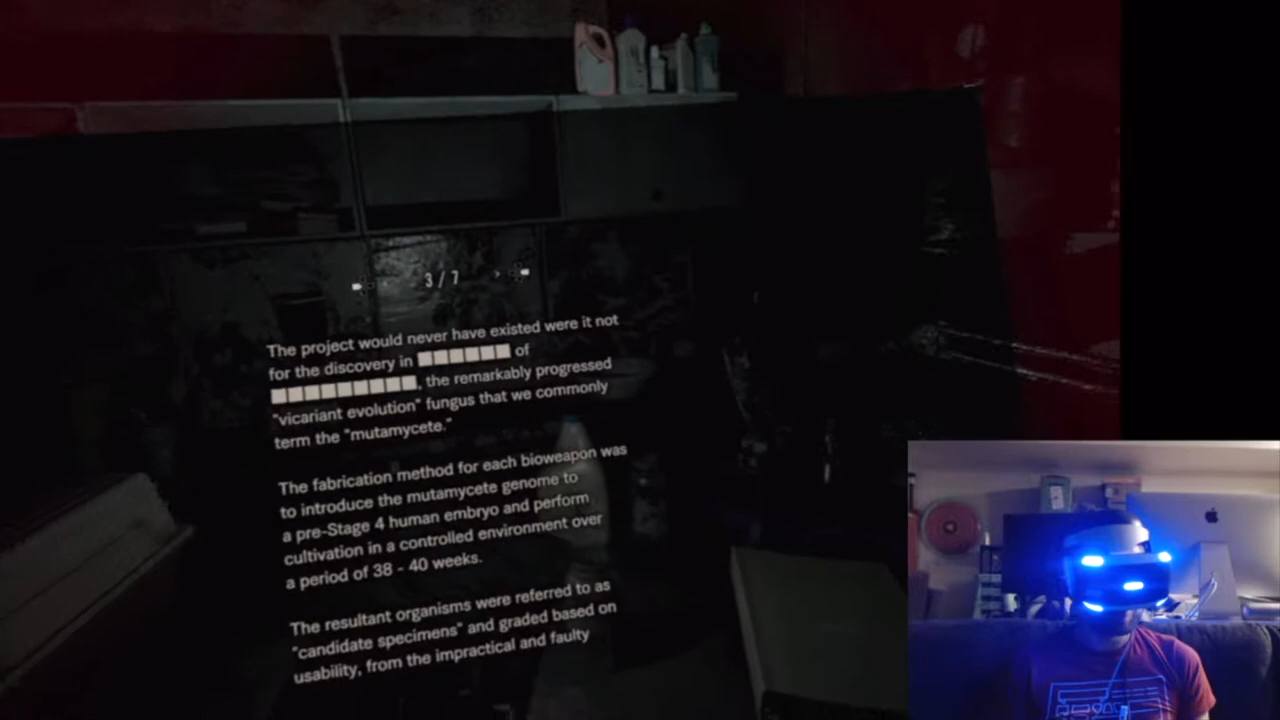 3 / 7
The project would never have existed were it not
for the discovery in ■■■■■■ of
■■■■■■■■■, the remarkably progressed
"vicariant evolution" fungus that we commonly
term the "mutamycete."
The fabrication method for each bioweapon was
to introduce the mutamycete genome to
a pre-Stage 4 human embryo and perform
cultivation in a controlled environment over
a period of 38 - 40 weeks.
The resultant organisms were referred to as
"candidate specimens" and graded based on
usability, from the impractical and faulty